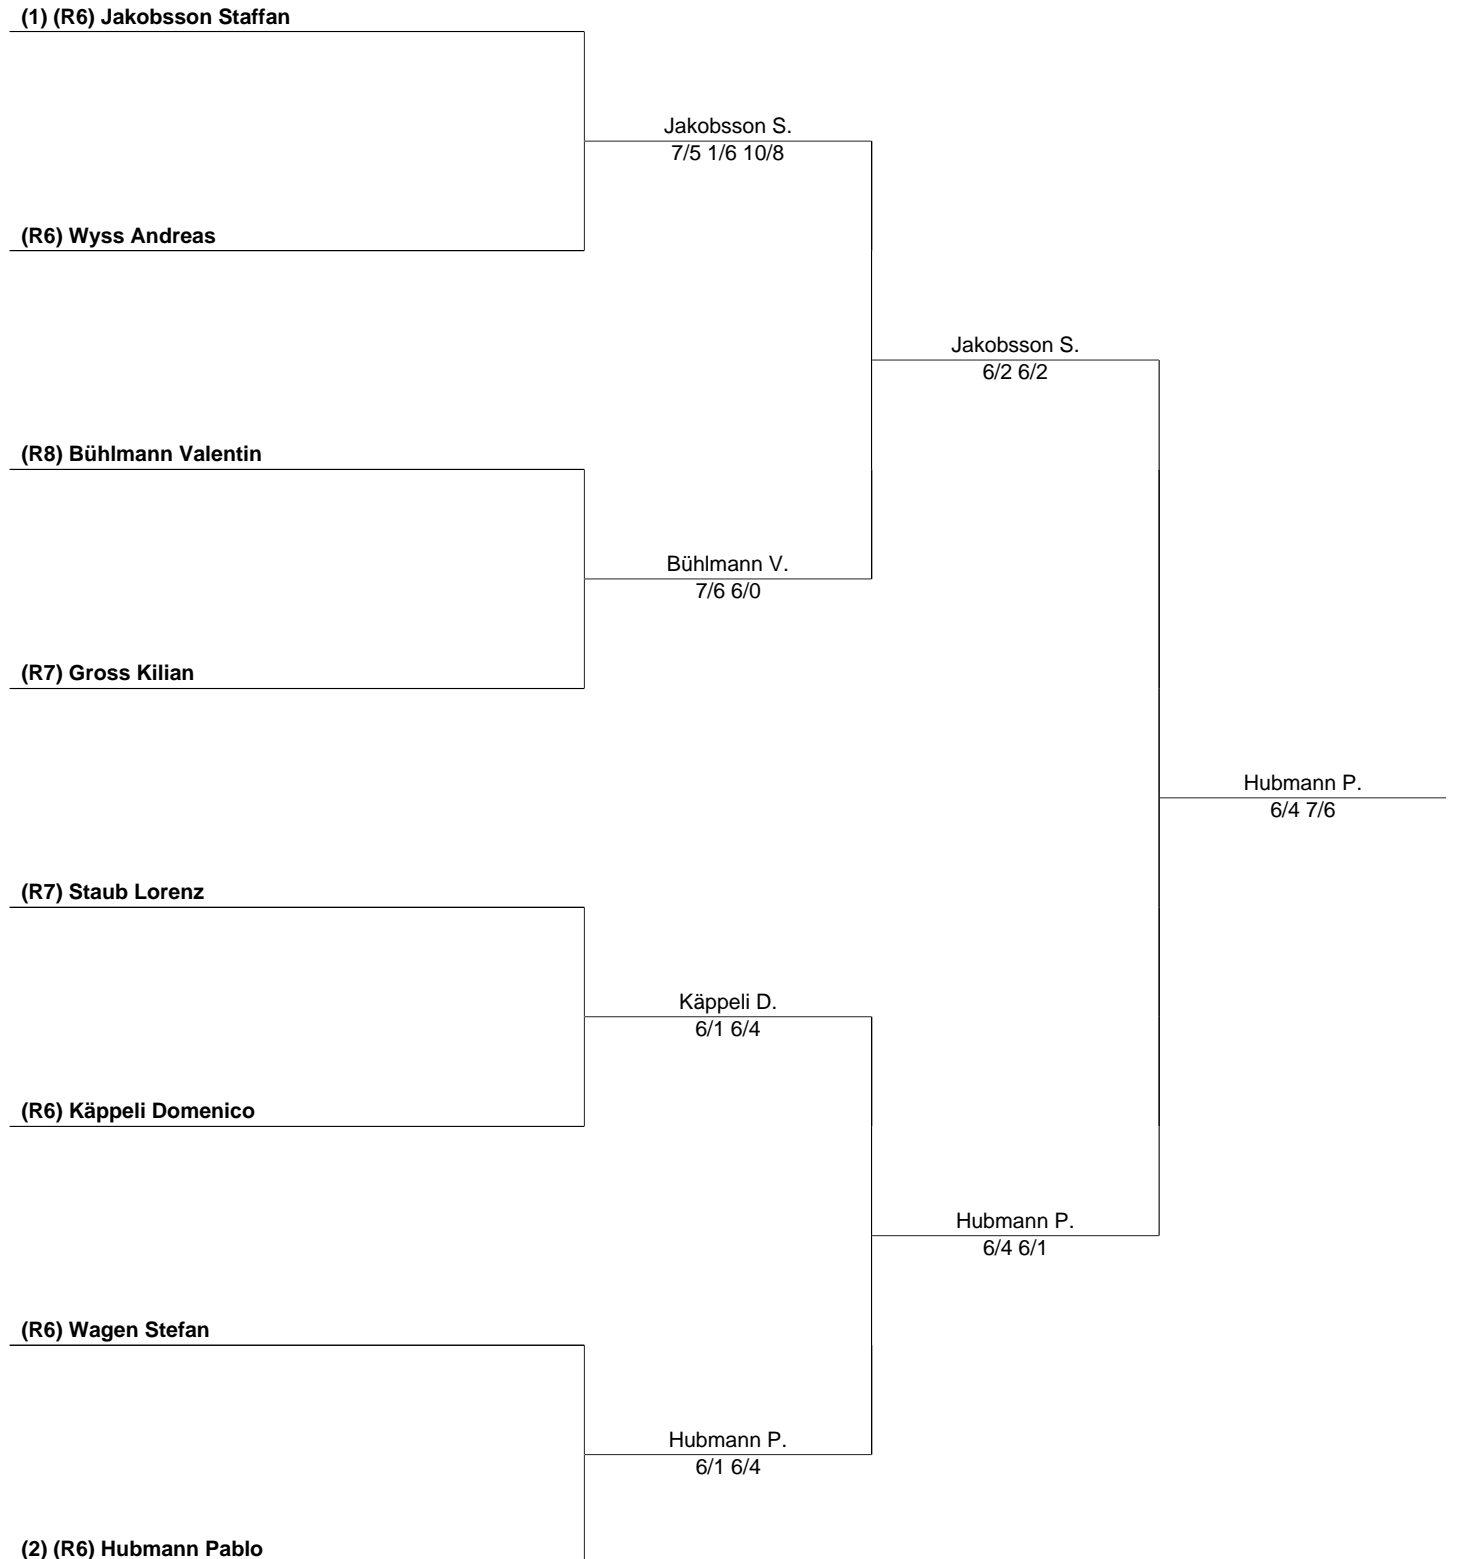 (1) (R6) Jakobsson Staffan
Jakobsson S.
7/5 1/6 10/8
(R6) Wyss Andreas
Jakobsson S.
6/2 6/2
(R8) Bühlmann Valentin
Bühlmann V.
7/6 6/0
(R7) Gross Kilian
Hubmann P.
6/4 7/6
(R7) Staub Lorenz
Käppeli D.
6/1 6/4
(R6) Käppeli Domenico
Hubmann P.
6/4 6/1
(R6) Wagen Stefan
Hubmann P.
6/1 6/4
(2) (R6) Hubmann Pablo